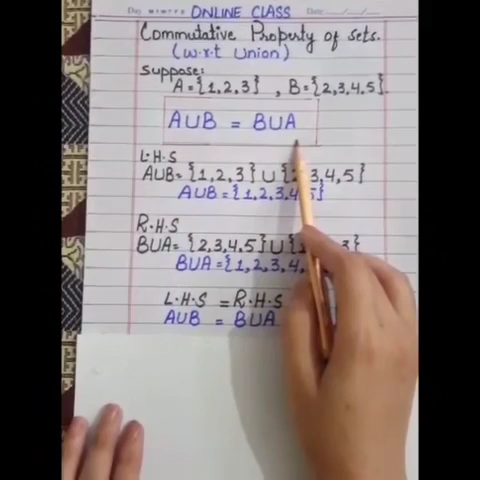 Day M T W T F S ONLINE CLASS Date
Commutative Property of sets.
(w.r.t Union)
Suppose:
A={1,2,3} , B={2,3,4,5}
AUB = BUA
L.H.S
AUB={1,2,3} ∪ {2,3,4,5}
AUB={1,2,3,4,5}
R.H.S
BUA={2,3,4,5}∪{1, 3}
BUA={1,2,3,4,
L.H.S = R.H.S
AUB = BUA